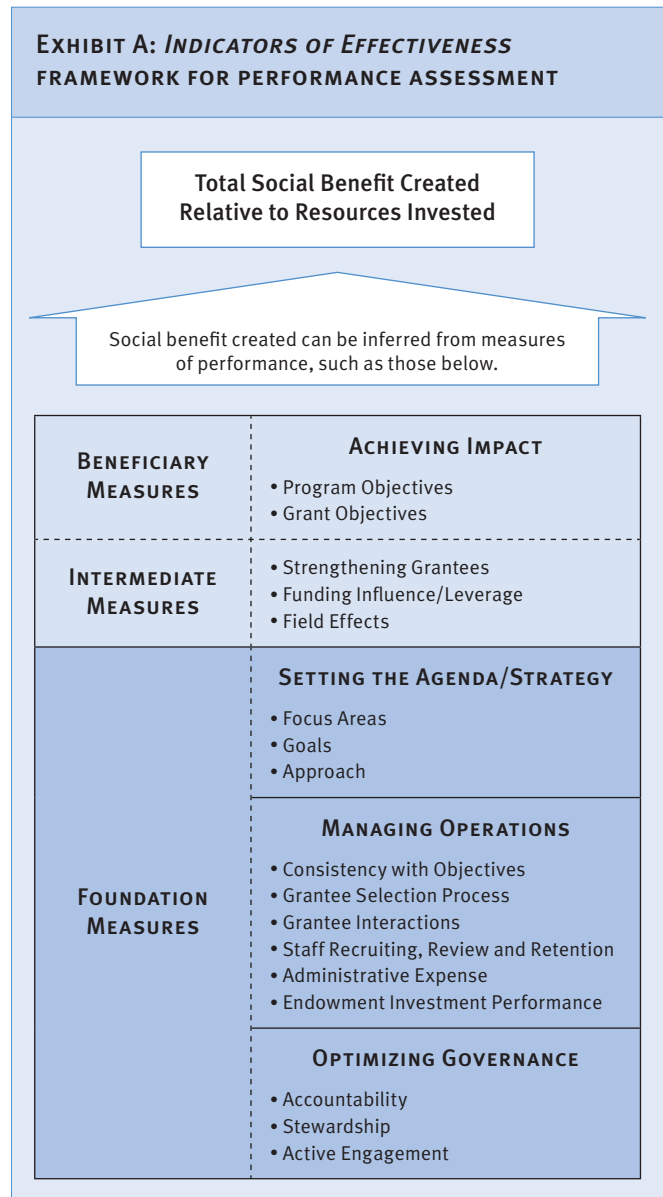 EXHIBIT A: INDICATORS OF EFFECTIVENESS
FRAMEWORK FOR PERFORMANCE ASSESSMENT
Total Social Benefit Created
Relative to Resources Invested
Social benefit created can be inferred from measures
of performance, such as those below.
BENEFICIARY
MEASURES
ACHIEVING IMPACT
• Program Objectives
• Grant Objectives
INTERMEDIATE
MEASURES
• Strengthening Grantees
• Funding Influence/Leverage
• Field Effects
FOUNDATION
MEASURES
SETTING THE AGENDA/STRATEGY
• Focus Areas
• Goals
• Approach
MANAGING OPERATIONS
• Consistency with Objectives
• Grantee Selection Process
• Grantee Interactions
• Staff Recruiting, Review and Retention
• Administrative Expense
• Endowment Investment Performance
OPTIMIZING GOVERNANCE
• Accountability
• Stewardship
• Active Engagement